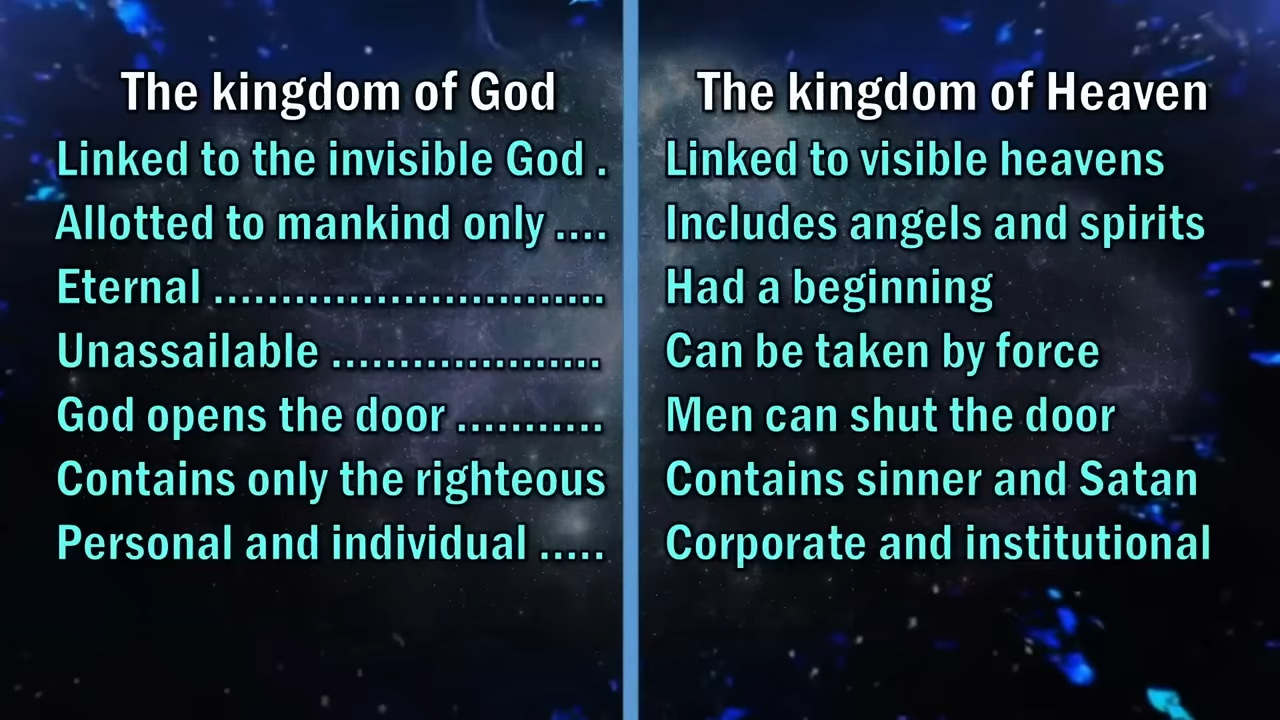 The kingdom of God
Linked to the invisible God .
Allotted to mankind only ....
Eternal .............................
Unassailable ....................
God opens the door ...........
Contains only the righteous
Personal and individual .....
The kingdom of Heaven
Linked to visible heavens
Includes angels and spirits
Had a beginning
Can be taken by force
Men can shut the door
Contains sinner and Satan
Corporate and institutional